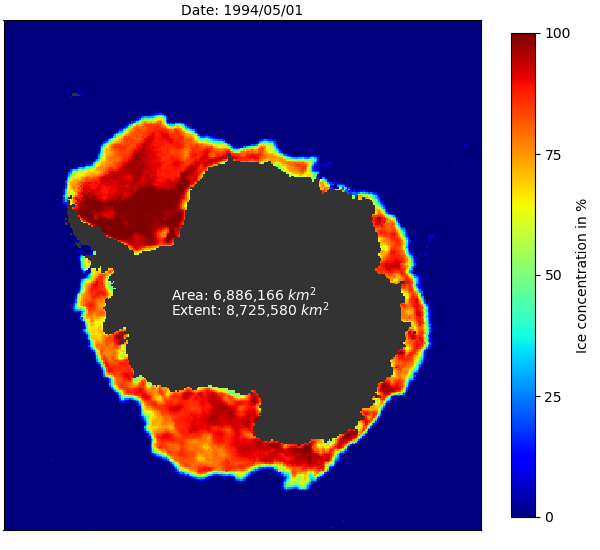 Date: 1994/05/01
100
75
50
25
0
Ice concentration in %
Area: 6,886,166 km²
Extent: 8,725,580 km²